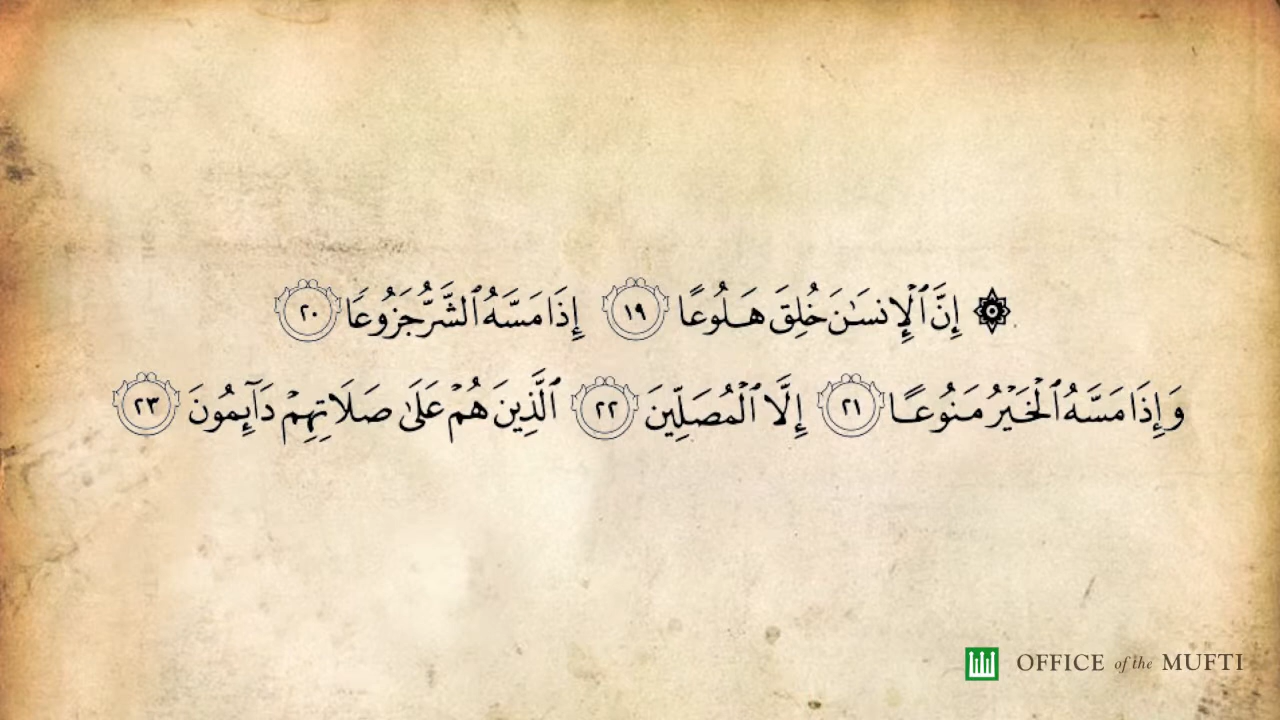 ۞ إِنَّ ٱلْإِنسَـٰنَ خُلِقَ هَلُوعًا ١٩ إِذَا مَسَّهُ ٱلشَّرُّ جَزُوعًا ٢٠
وَإِذَا مَسَّهُ ٱلْخَيْرُ مَنُوعًا ٢١ إِلَّا ٱلْمُصَلِّينَ ٢٢ ٱلَّذِينَ هُمْ عَلَىٰ صَلَاتِهِمْ دَآئِمُونَ ٢٣
OFFICE of the MUFTI